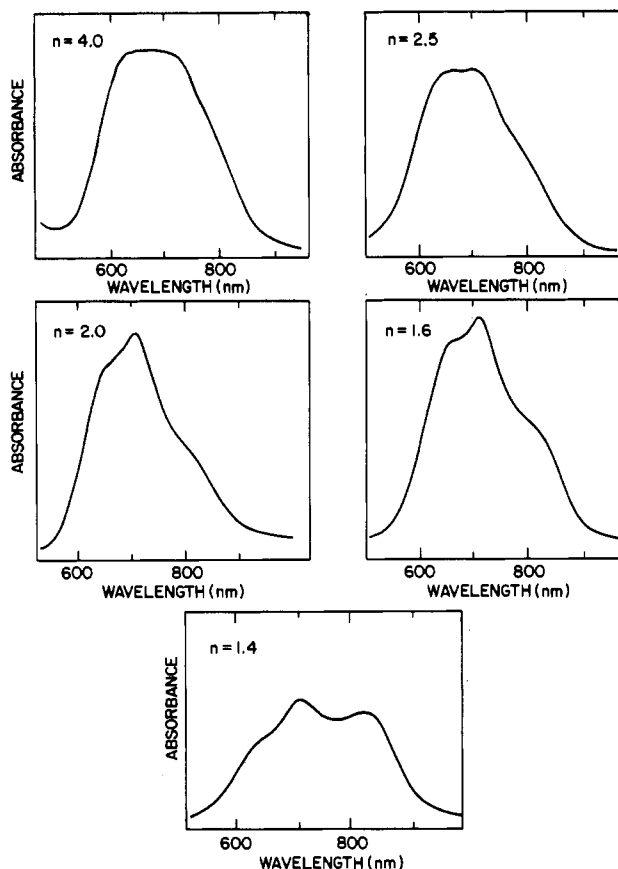 n=4.0
ABSORBANCE
600
800
WAVELENGTH (nm)
n=2.5
600
800
WAVELENGTH (nm)
n=2.0
ABSORBANCE
600
800
WAVELENGTH (nm)
n=1.6
600
800
WAVELENGTH (nm)
n=1.4
ABSORBANCE
600
800
WAVELENGTH (nm)